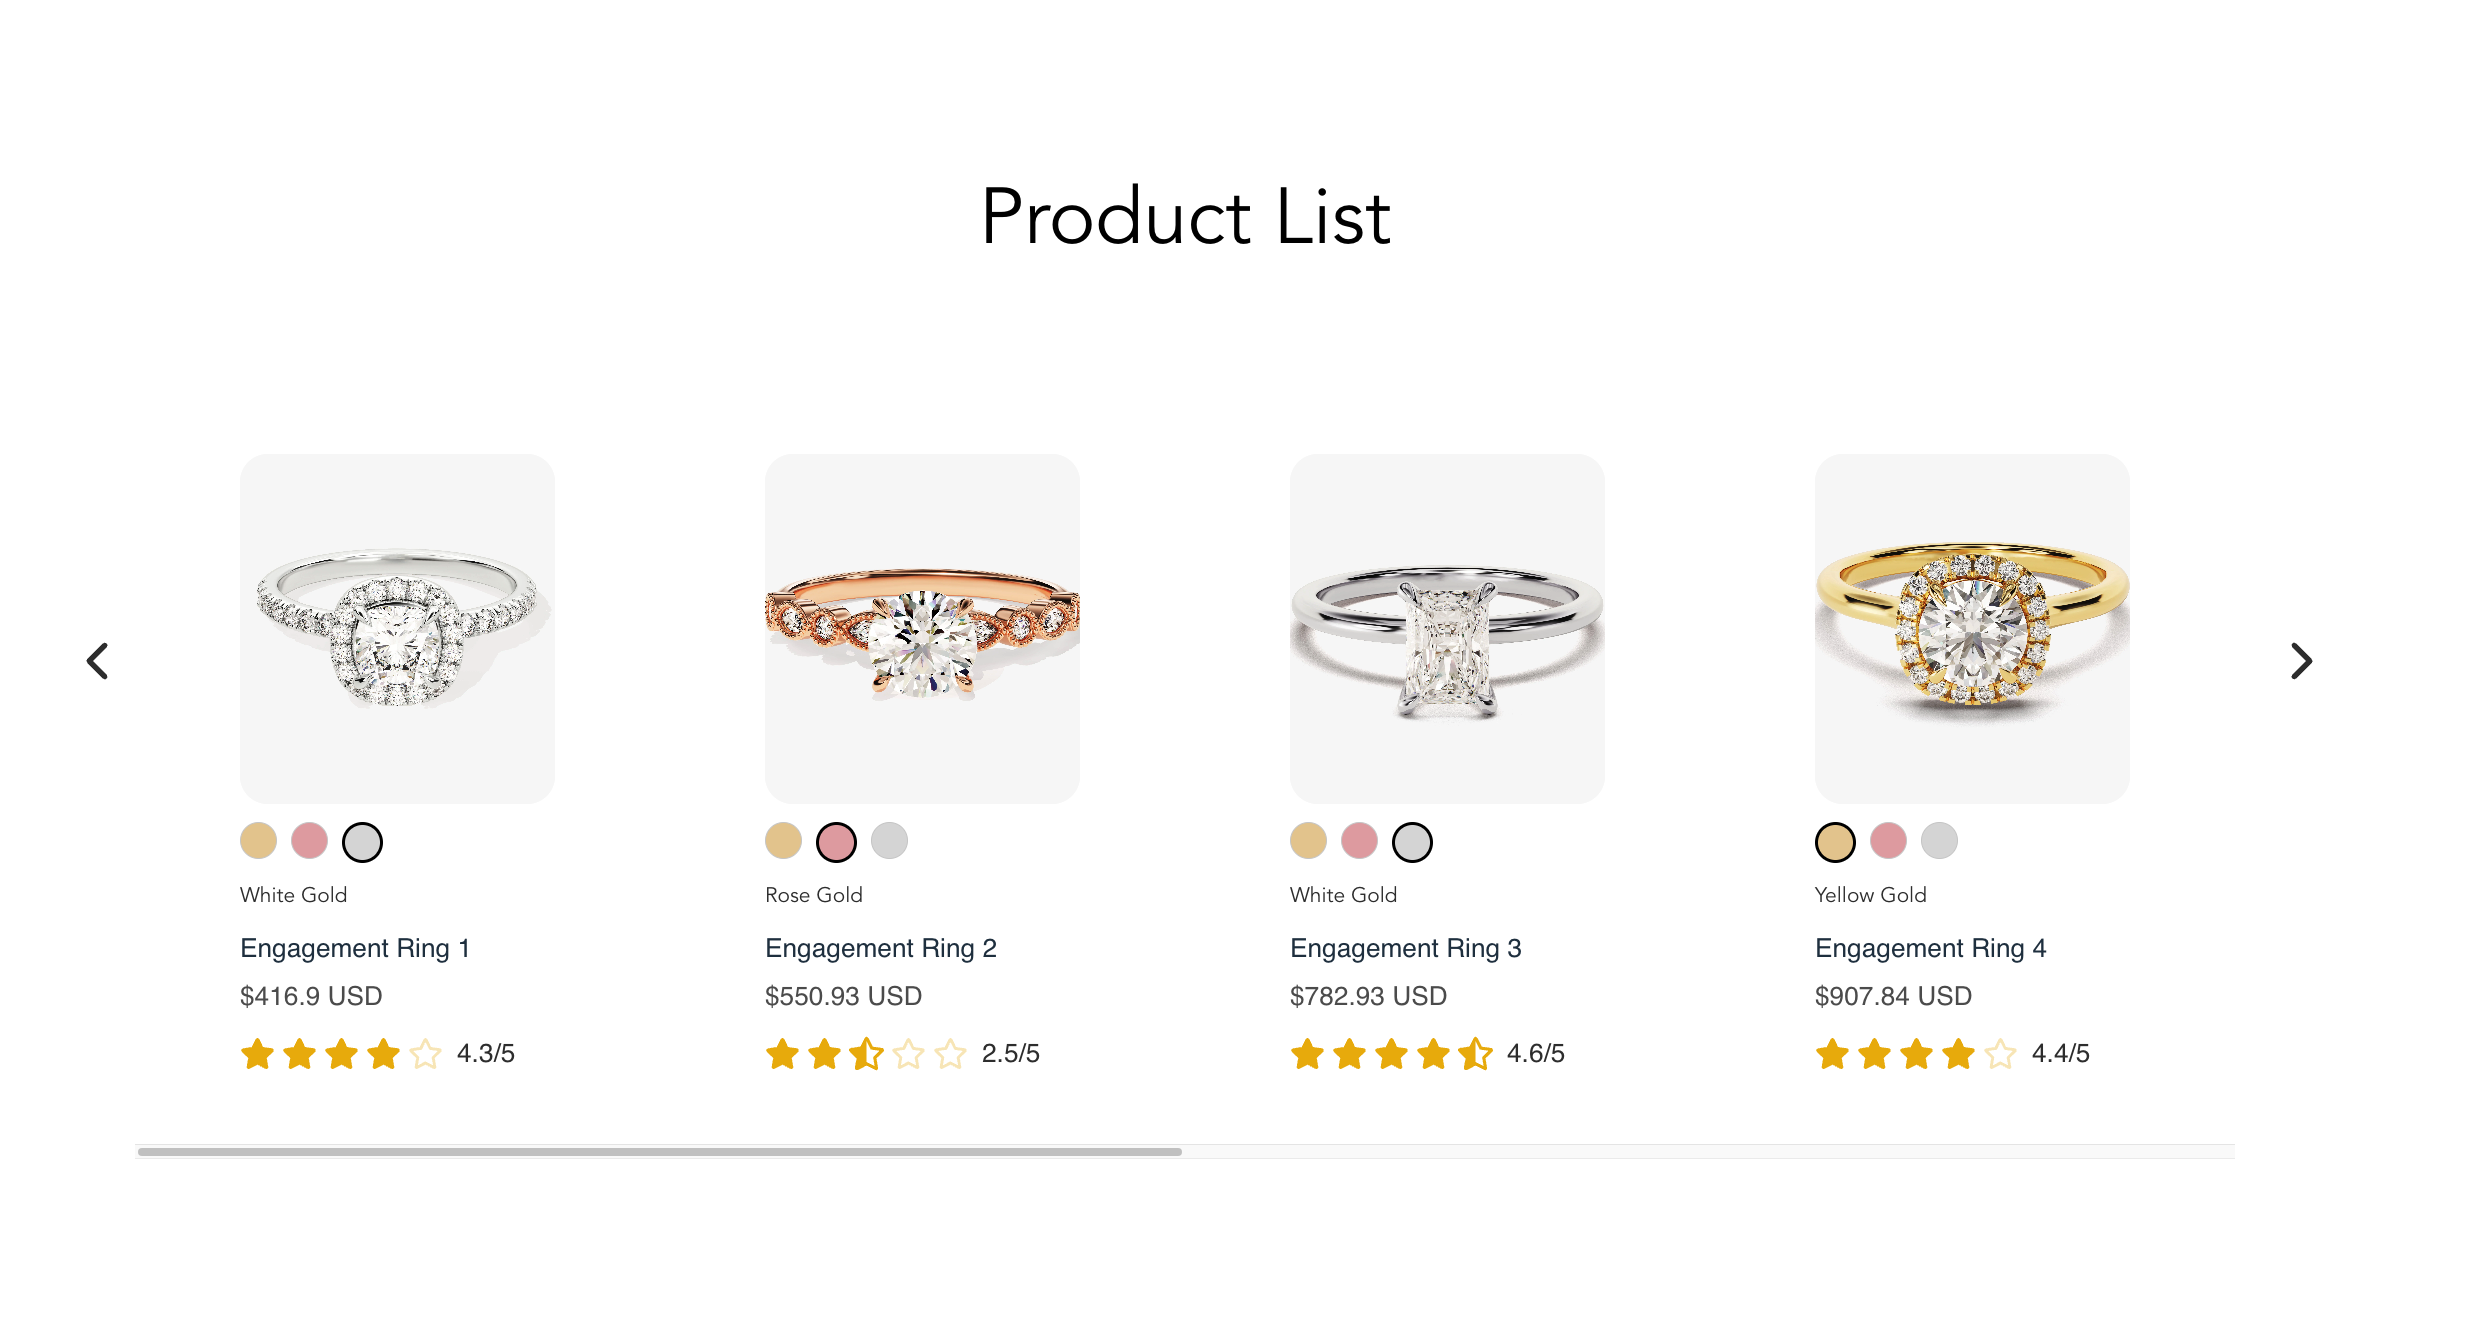 Product List
White Gold
Engagement Ring 1
$416.9 USD
4.3/5
Rose Gold
Engagement Ring 2
$550.93 USD
2.5/5
White Gold
Engagement Ring 3
$782.93 USD
4.6/5
Yellow Gold
Engagement Ring 4
$907.84 USD
4.4/5